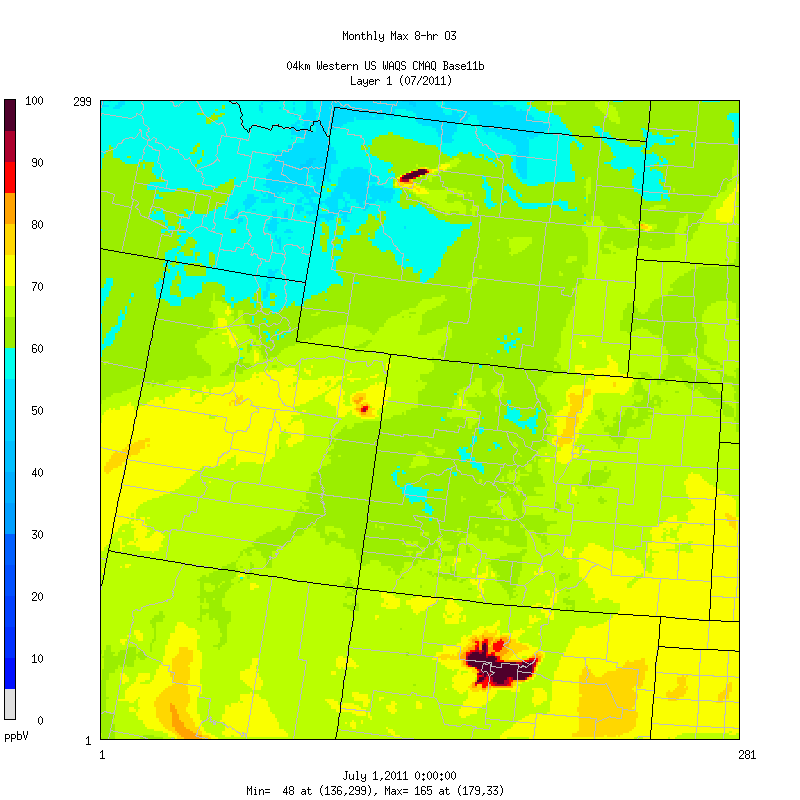 Monthly Max 8-hr O3
04km Western US WAQS CMAQ Base11b
Layer 1 (07/2011)
299
100
90
80
70
60
50
40
30
20
10
0
ppbV
1
1
281
July 1,2011 0:00:00
Min= 48 at (136,299), Max= 165 at (179,33)